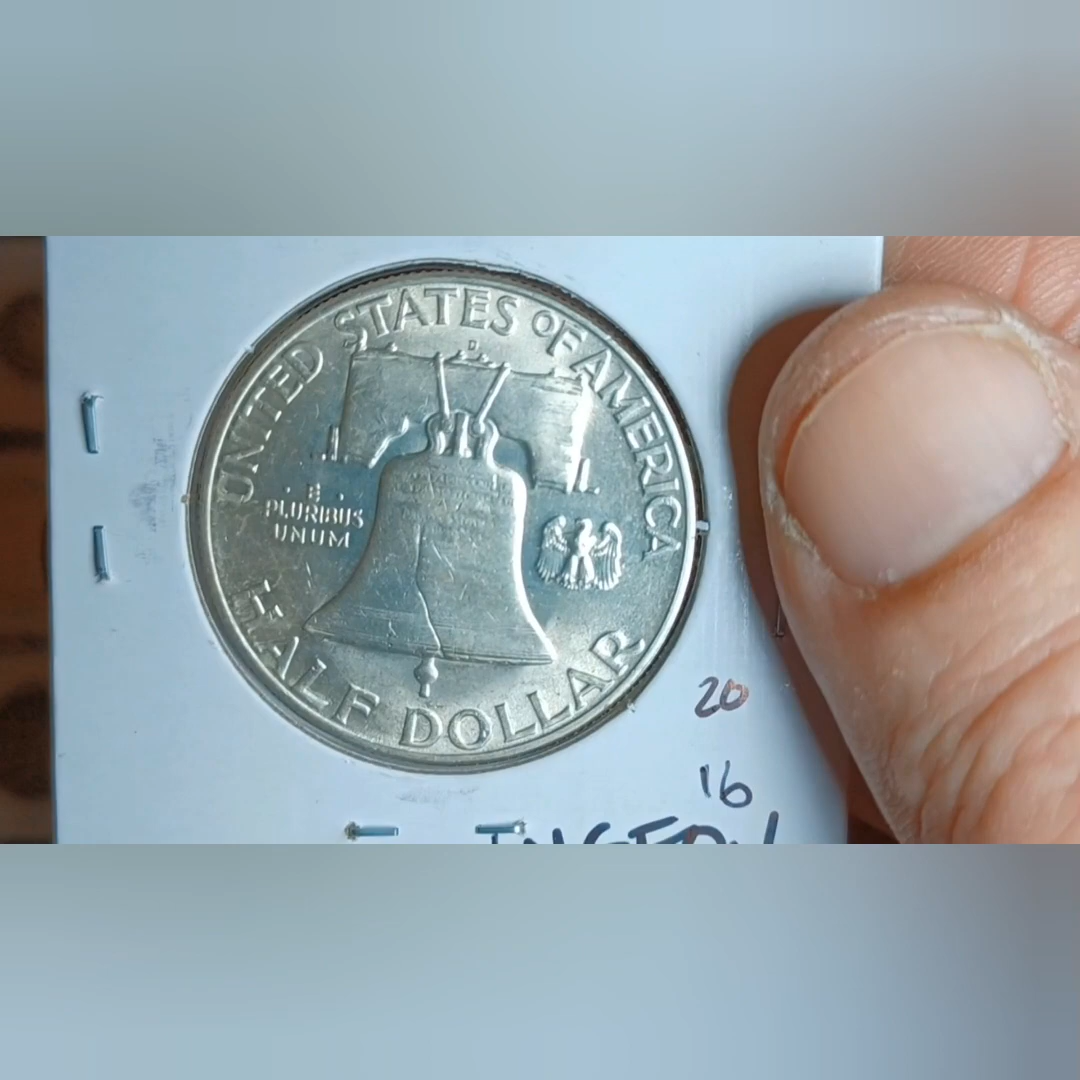 UNITED STATES OF AMERICA
D
· E ·
PLURIBUS
UNUM
HALF DOLLAR
20
16